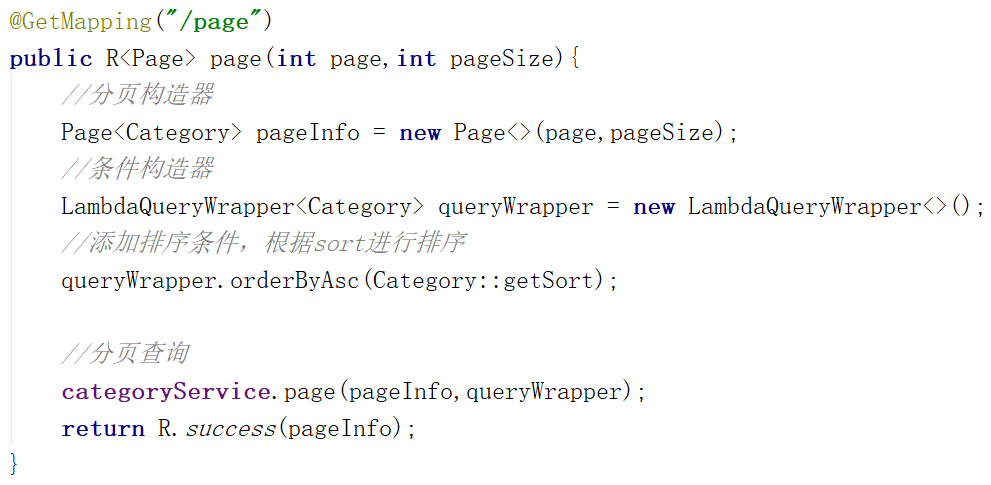 @GetMapping("/page")
public R<Page> page(int page,int pageSize){
    //分页构造器
    Page<Category> pageInfo = new Page<>(page,pageSize);
    //条件构造器
    LambdaQueryWrapper<Category> queryWrapper = new LambdaQueryWrapper<>();
    //添加排序条件，根据sort进行排序
    queryWrapper.orderByAsc(Category::getSort);

    //分页查询
    categoryService.page(pageInfo,queryWrapper);
    return R.success(pageInfo);
}